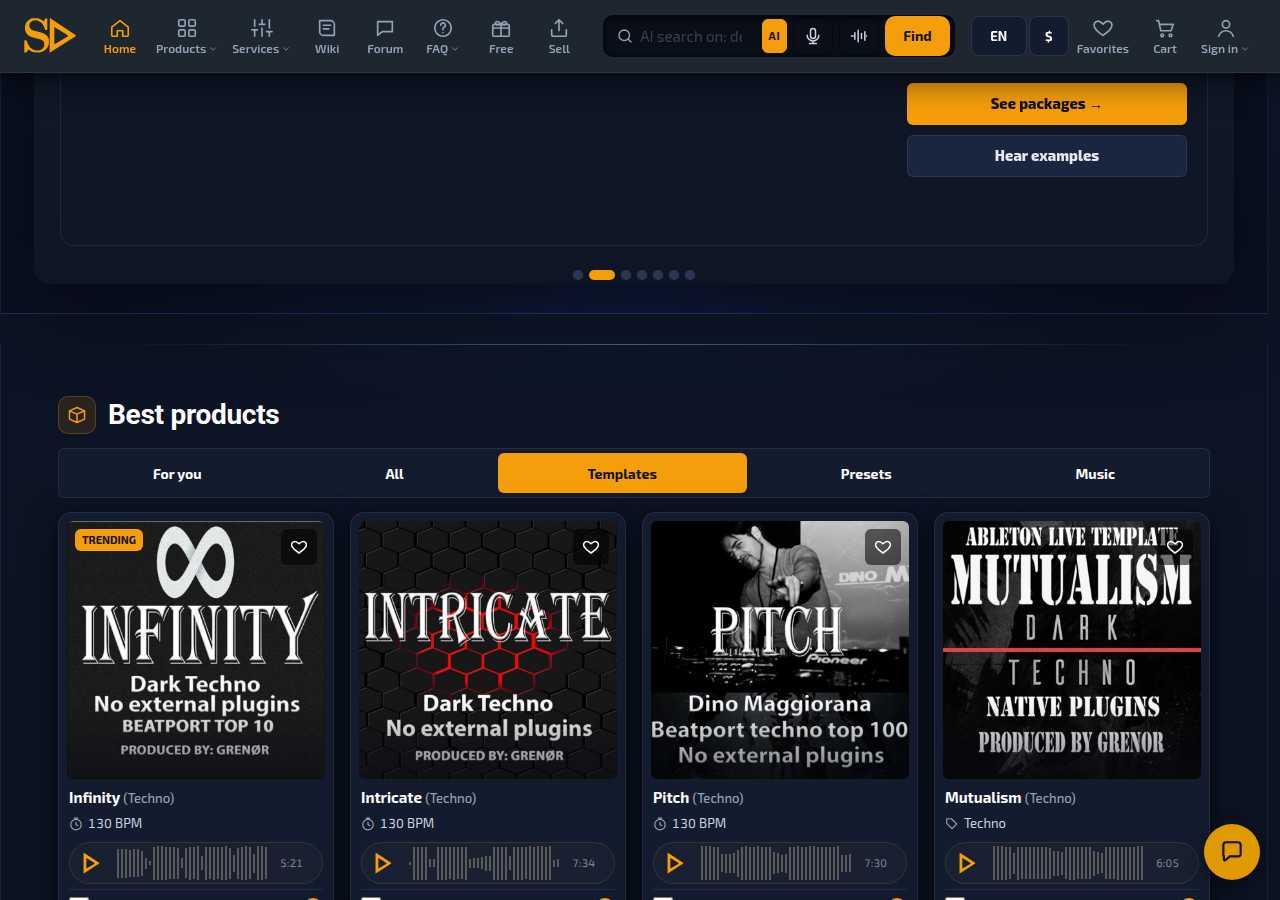 SD
Home
Products
Services
Wiki
Forum
FAQ
Free
Sell
AI search on: de
AI
Find
EN
$
Favorites
Cart
Sign in
See packages →
Hear examples
Best products
For you
All
Templates
Presets
Music
TRENDING
INFINITY
Dark Techno
No external plugins
BEATPORT TOP 10
PRODUCED BY: GRENØR
Infinity (Techno)
130 BPM
5:21
INTRICATE
Dark Techno
No external plugins
PRODUCED BY: GRENØR
Intricate (Techno)
130 BPM
7:34
DINO M
PITCH
Pioneer
Dino Maggiorana
Beatport techno top 100
No external plugins
Pitch (Techno)
130 BPM
7:30
ABLETON LIVE TEMPLATE
MUTUALISM
DARK
TECHNO
NATIVE PLUGINS
PRODUCED BY GRENOR
Mutualism (Techno)
Techno
6:05